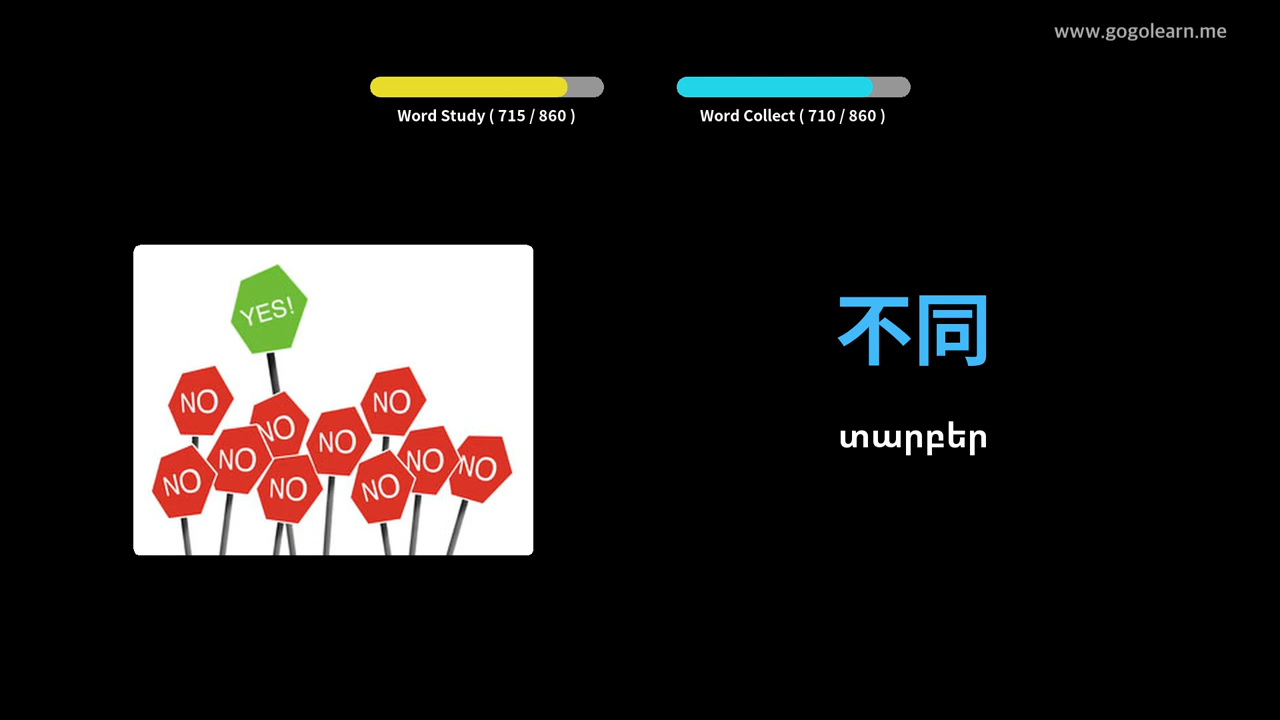 www.gogolearn.me
Word Study ( 715 / 860 )
Word Collect ( 710 / 860 )
YES!
NO
NO
NO
NO
NO
NO
NO
NO
NO
NO
不同
տարբեր